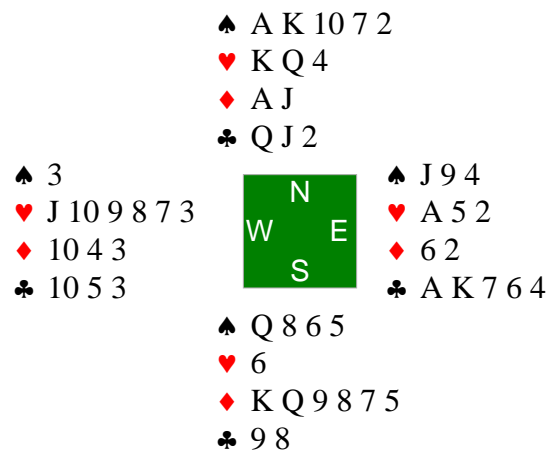 ♠ A K 10 7 2
♥ K Q 4
♦ A J
♣ Q J 2
♠ 3
♥ J 10 9 8 7 3
♦ 10 4 3
♣ 10 5 3
N
W E
S
♠ J 9 4
♥ A 5 2
♦ 6 2
♣ A K 7 6 4
♠ Q 8 6 5
♥ 6
♦ K Q 9 8 7 5
♣ 9 8